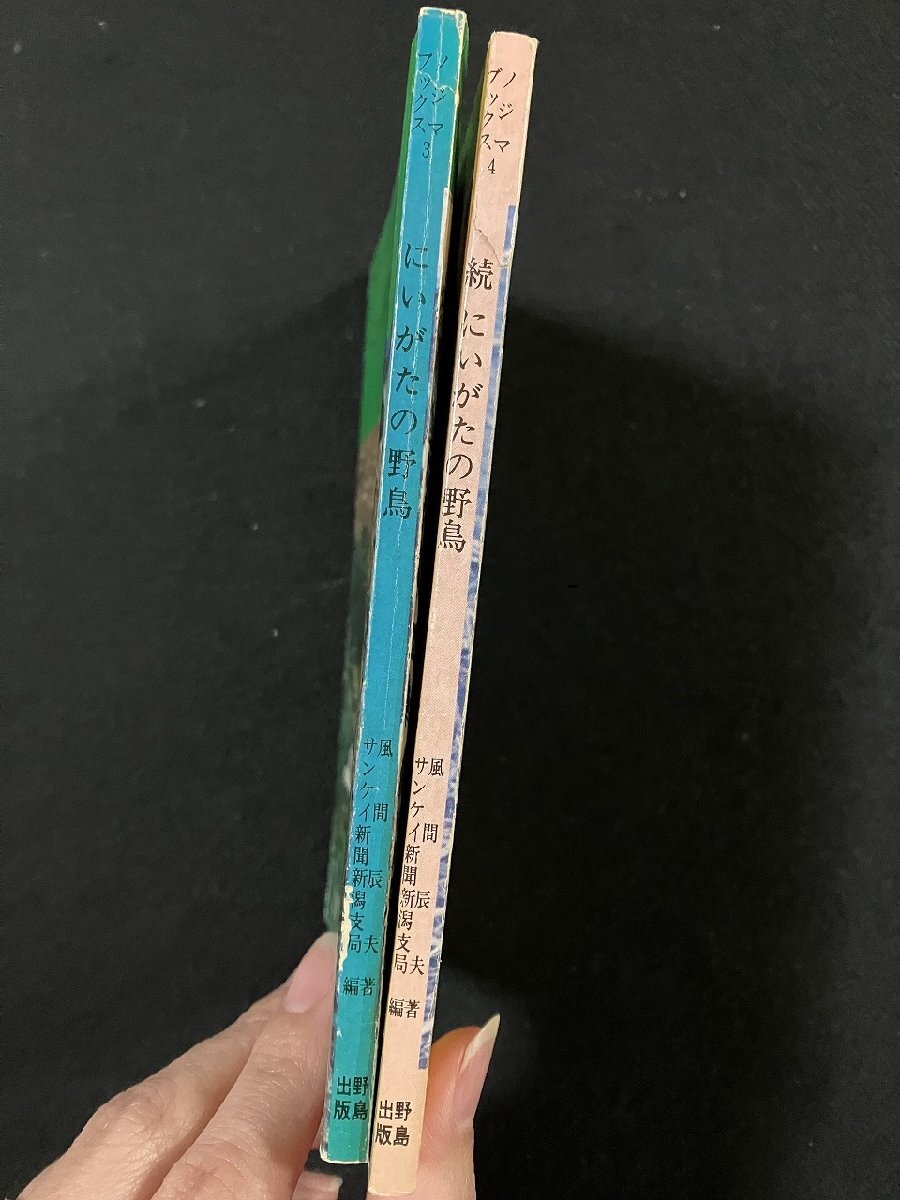 ノジマ
ブックス
3
にいがたの野鳥
風間辰夫
サンケイ新聞新潟支局
編著
野島
出版
ノジマ
ブックス
4
続 にいがたの野鳥
風間辰夫
サンケイ新聞新潟支局
編著
野島
出版